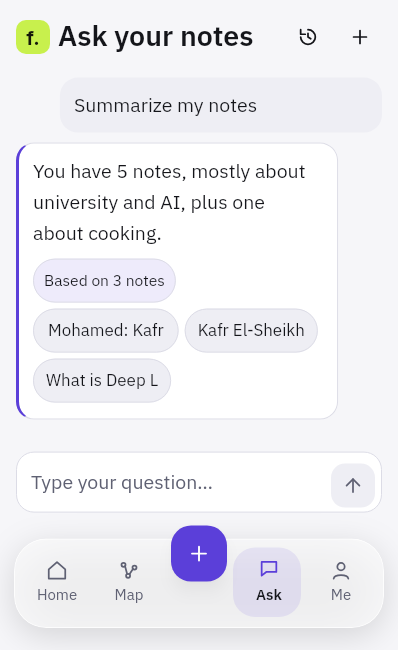 f. Ask your notes
Summarize my notes
You have 5 notes, mostly about
university and AI, plus one
about cooking.
Based on 3 notes
Mohamed: Kafr Kafr El-Sheikh
What is Deep L
Type your question...
Home Map Ask Me